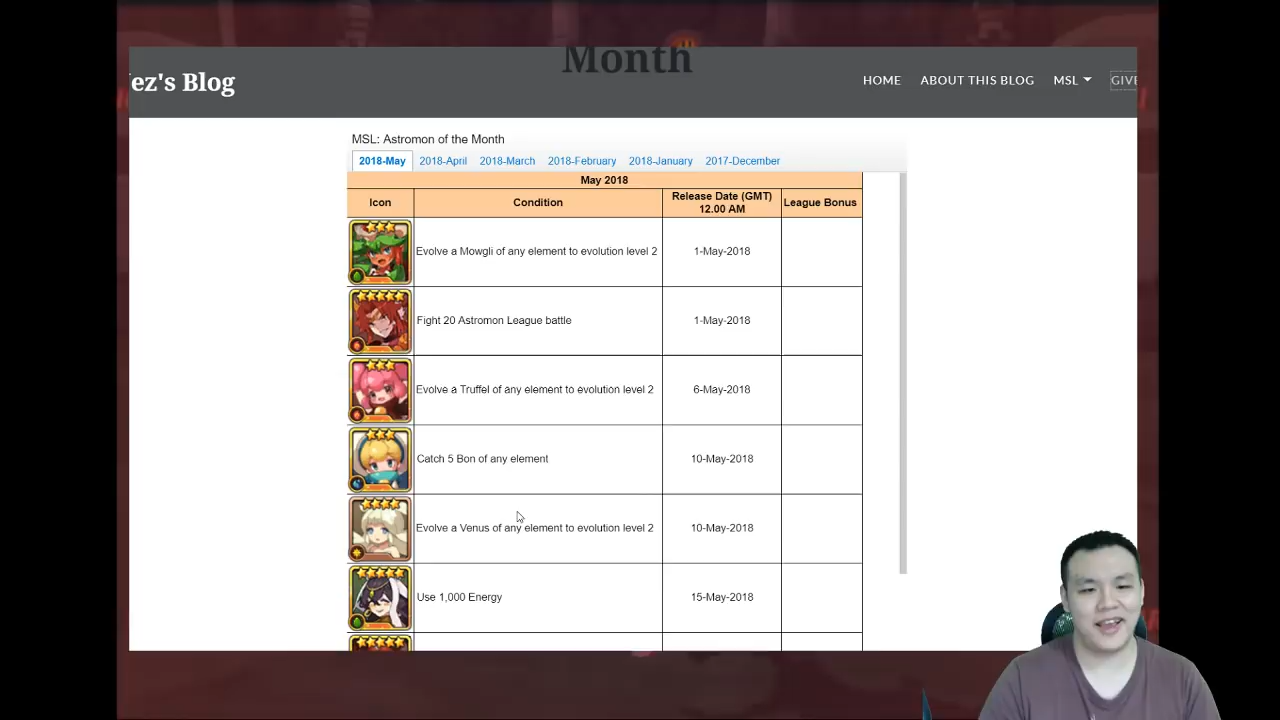 Month
ez's Blog
HOME ABOUT THIS BLOG MSL GIVE
MSL: Astromon of the Month
2018-May 2018-April 2018-March 2018-February 2018-January 2017-December
May 2018
Icon Condition Release Date (GMT) 12.00 AM League Bonus
Evolve a Mowgli of any element to evolution level 2 1-May-2018
Fight 20 Astromon League battle 1-May-2018
Evolve a Truffel of any element to evolution level 2 6-May-2018
Catch 5 Bon of any element 10-May-2018
Evolve a Venus of any element to evolution level 2 10-May-2018
Use 1,000 Energy 15-May-2018